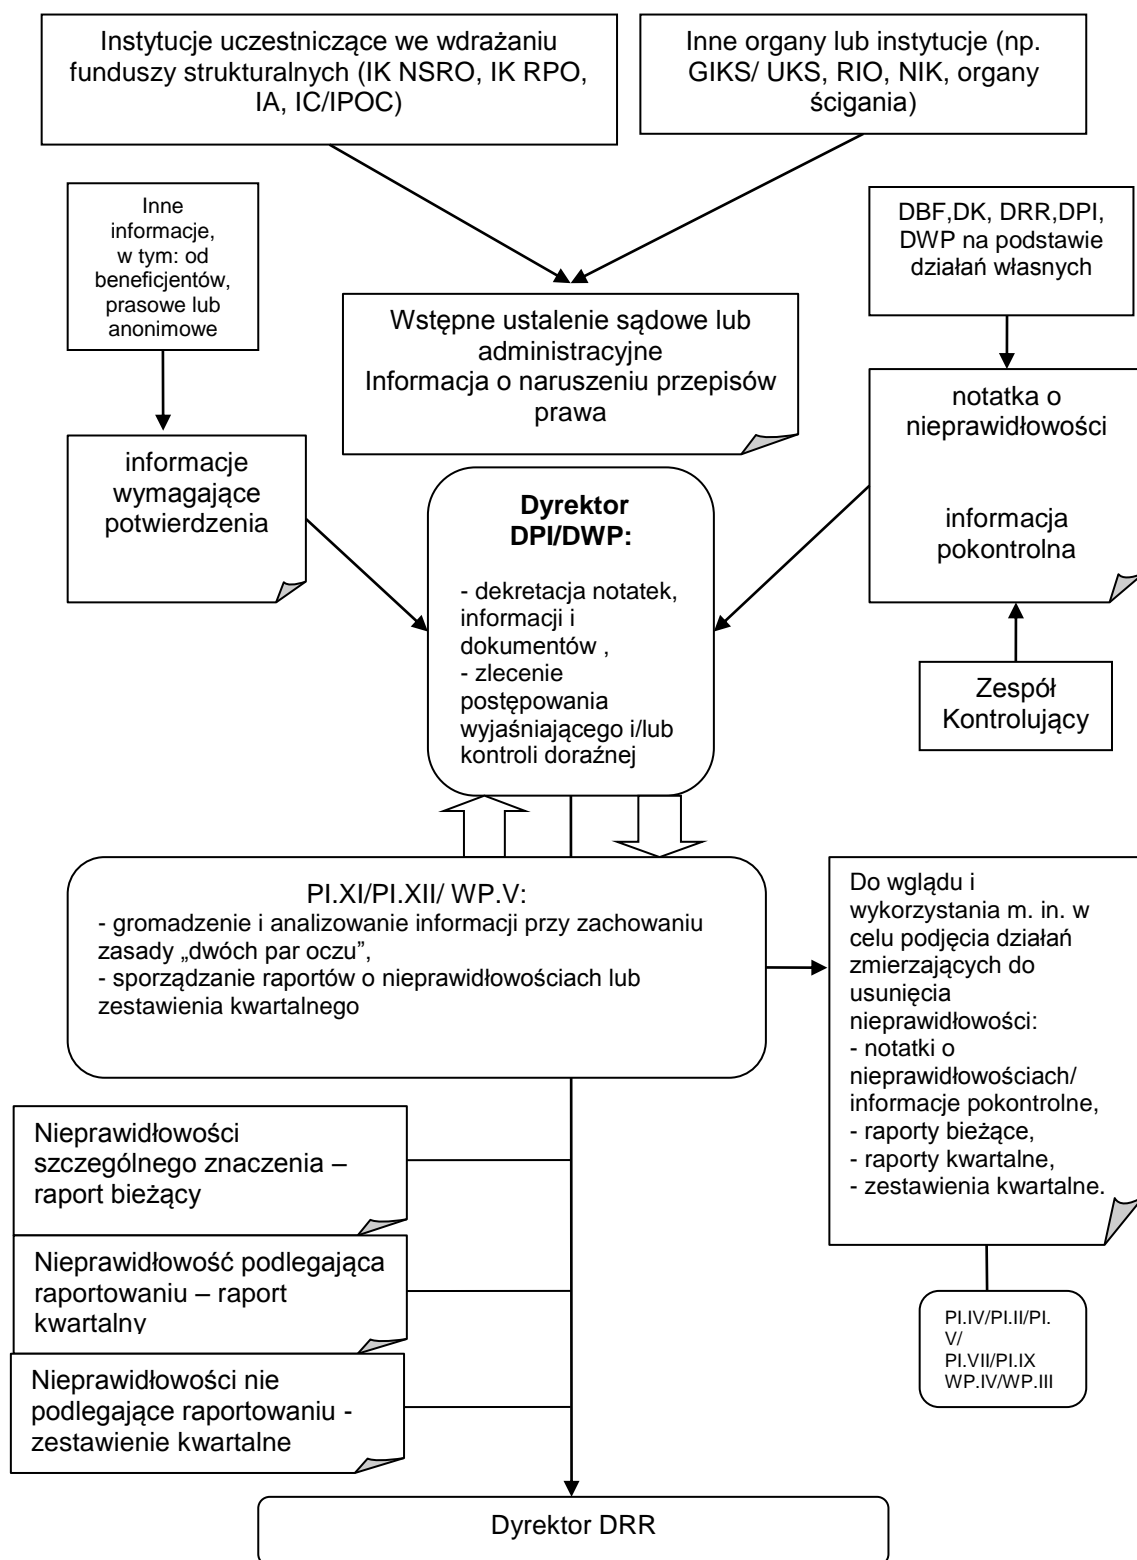 Instytucje uczestniczące we wdrażaniu
funduszy strukturalnych (IK NSRO, IK RPO,
IA, IC/IPOC)
Inne organy lub instytucje (np.
GIKS/ UKS, RIO, NIK, organy
ścigania)
Inne
informacje,
w tym: od
beneficjentów,
prasowe lub
anonimowe
DBF,DK, DRR,DPI,
DWP na podstawie
działań własnych
Wstępne ustalenie sądowe lub
administracyjne
Informacja o naruszeniu przepisów
prawa
notatka o
nieprawidłowości
informacja
pokontrolna
informacje
wymagające
potwierdzenia
Dyrektor
DPI/DWP:
- dekretacja notatek,
informacji i
dokumentów ,
- zlecenie
postępowania
wyjaśniającego i/lub
kontroli doraźnej
Zespół
Kontrolujący
PI.XI/PI.XII/ WP.V:
- gromadzenie i analizowanie informacji przy zachowaniu
zasady „dwóch par oczu”,
- sporządzanie raportów o nieprawidłowościach lub
zestawienia kwartalnego
Do wglądu i
wykorzystania m. in. w
celu podjęcia działań
zmierzających do
usunięcia
nieprawidłowości:
- notatki o
nieprawidłowościach/
informacje pokontrolne,
- raporty bieżące,
- raporty kwartalne,
- zestawienia kwartalne.
Nieprawidłowości
szczególnego znaczenia –
raport bieżący
Nieprawidłowość podlegająca
raportowaniu – raport
kwartalny
Nieprawidłowości nie
podlegające raportowaniu -
zestawienie kwartalne
PI.IV/PI.II/PI.
V/
PI.VII/PI.IX
WP.IV/WP.III
Dyrektor DRR